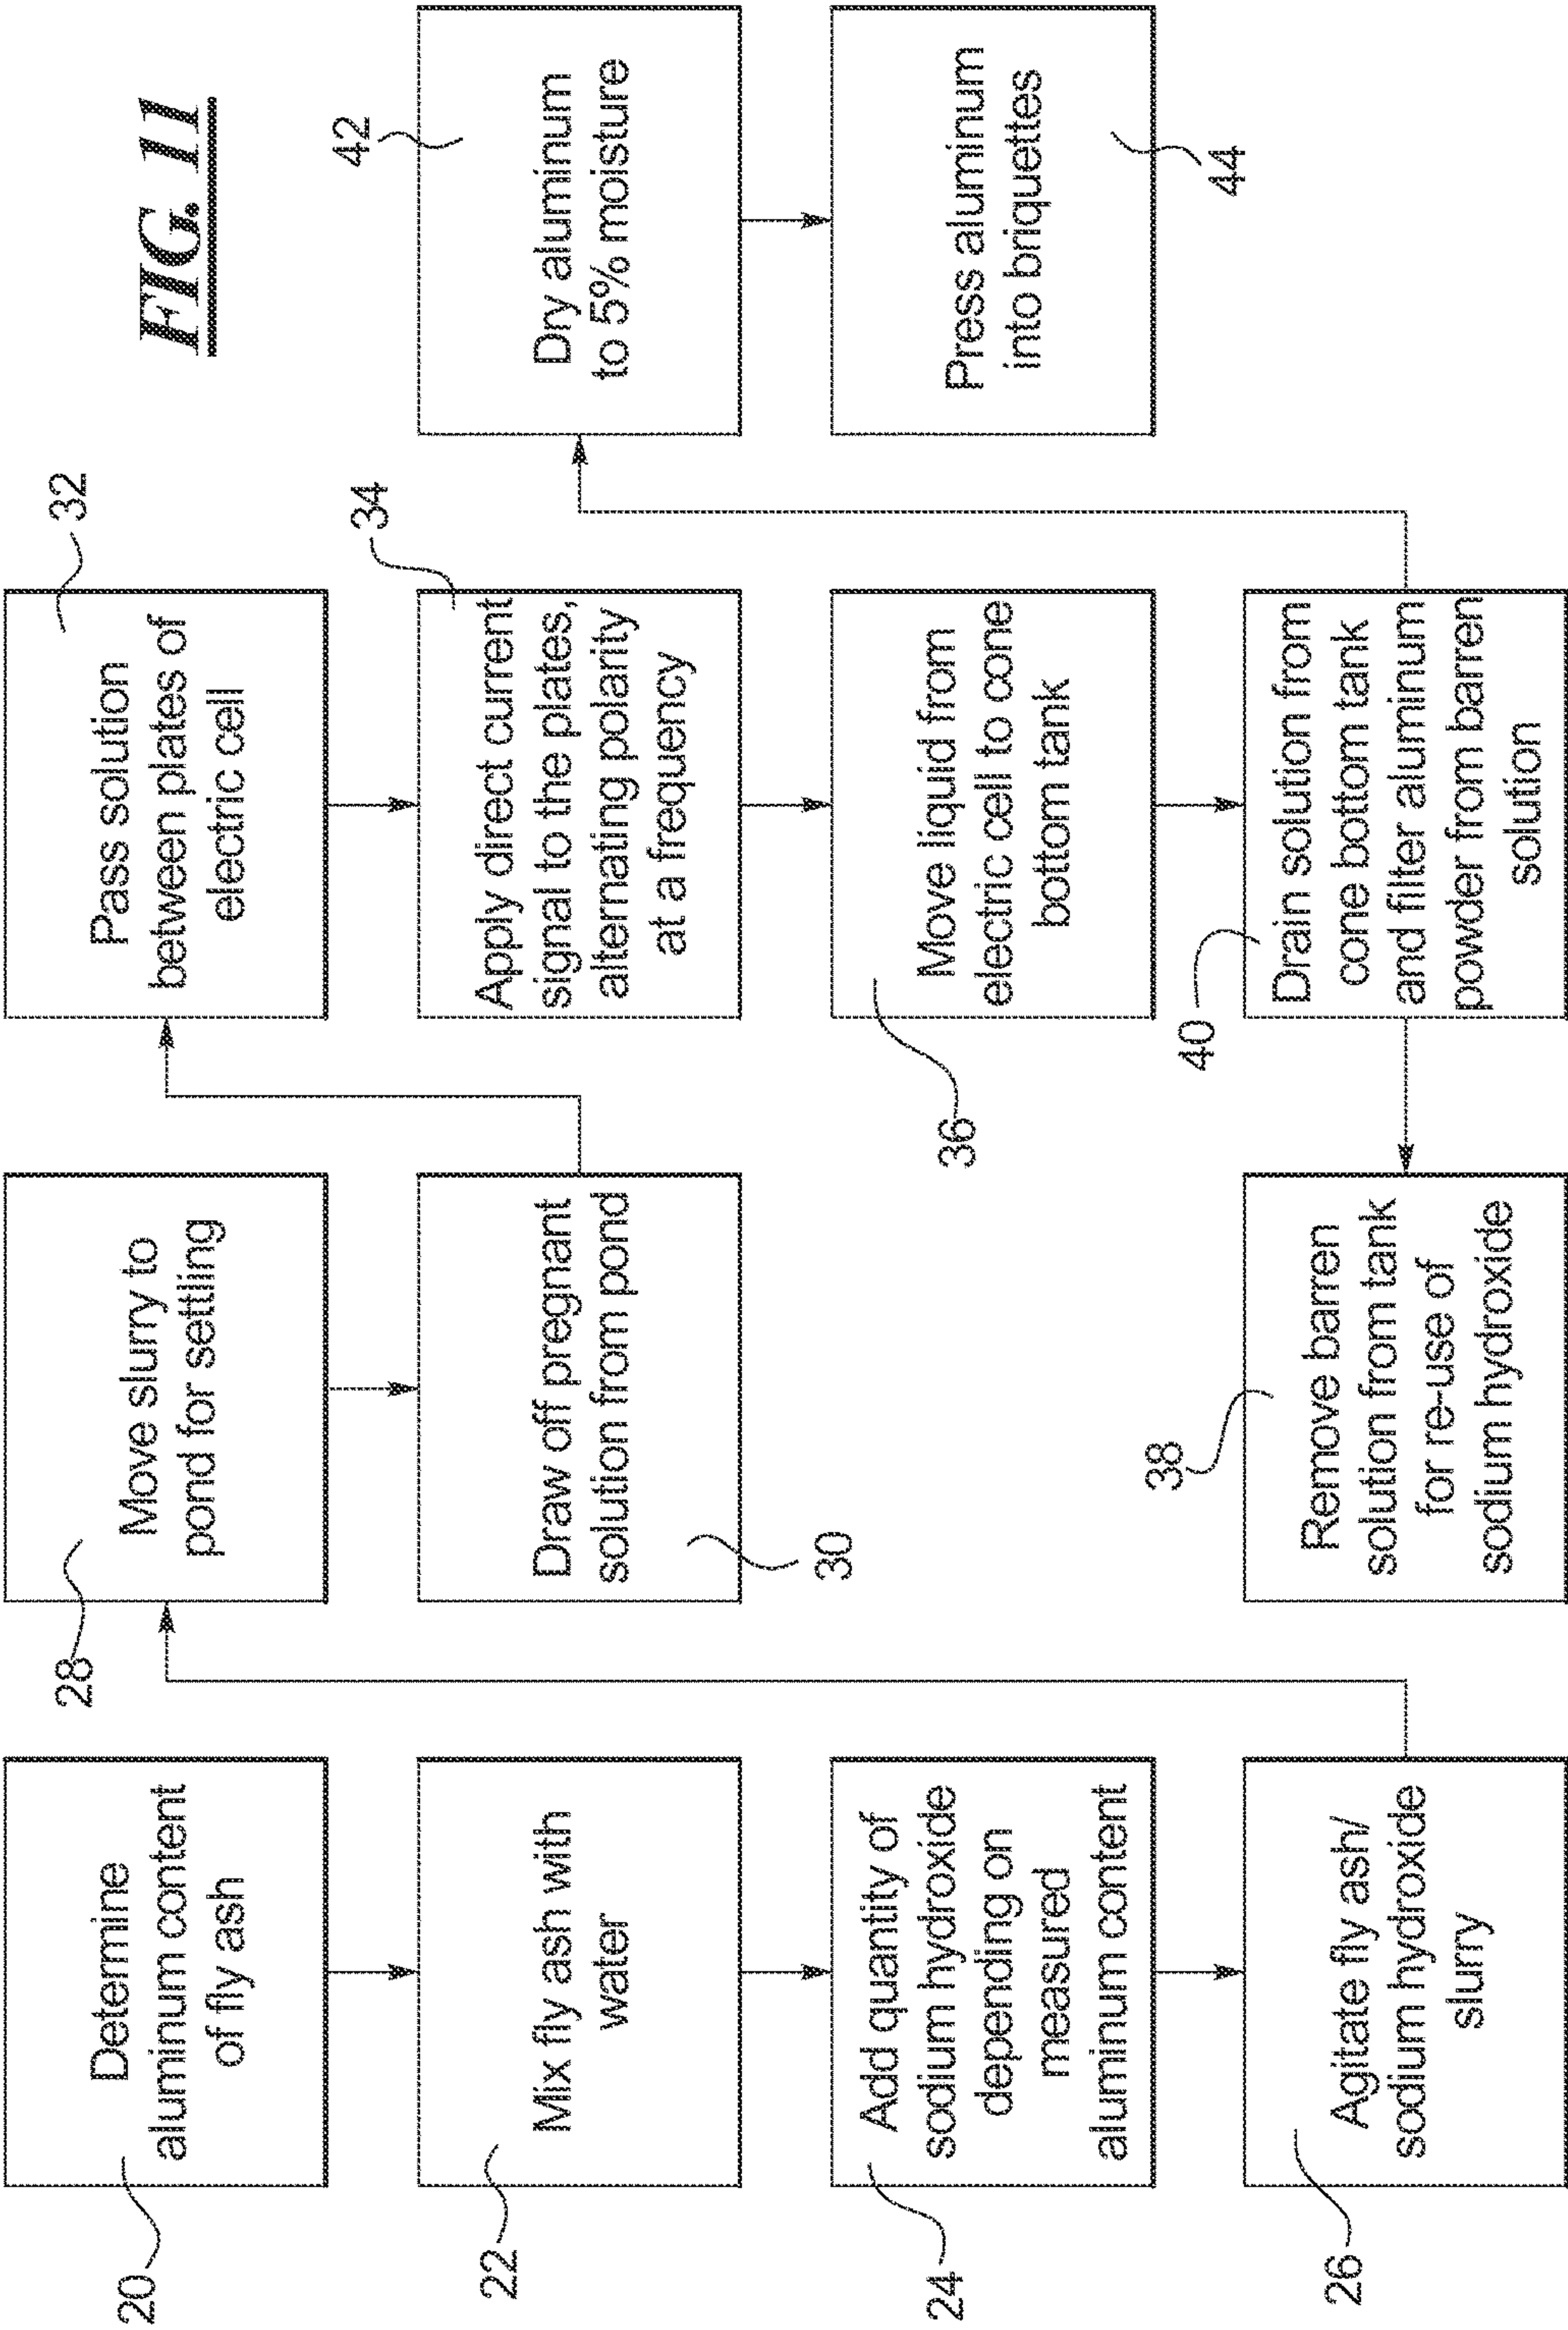 FIG. 11
20
Determine
aluminum content
of fly ash
22
Mix fly ash with
water
24
Add quantity of
sodium hydroxide
depending on
measured
aluminum content
26
Agitate fly ash/
sodium hydroxide
slurry
28
Move slurry to
pond for settling
30
Draw off pregnant
solution from pond
32
Pass solution
between plates of
electric cell
34
Apply direct current
signal to the plates,
alternating polarity
at a frequency
36
Move liquid from
electric cell to cone
bottom tank
40
Drain solution from
cone bottom tank
and filter aluminum
powder from barren
solution
38
Remove barren
solution from tank
for re-use of
sodium hydroxide
42
Dry aluminum
to 5% moisture
44
Press aluminum
into briquettes